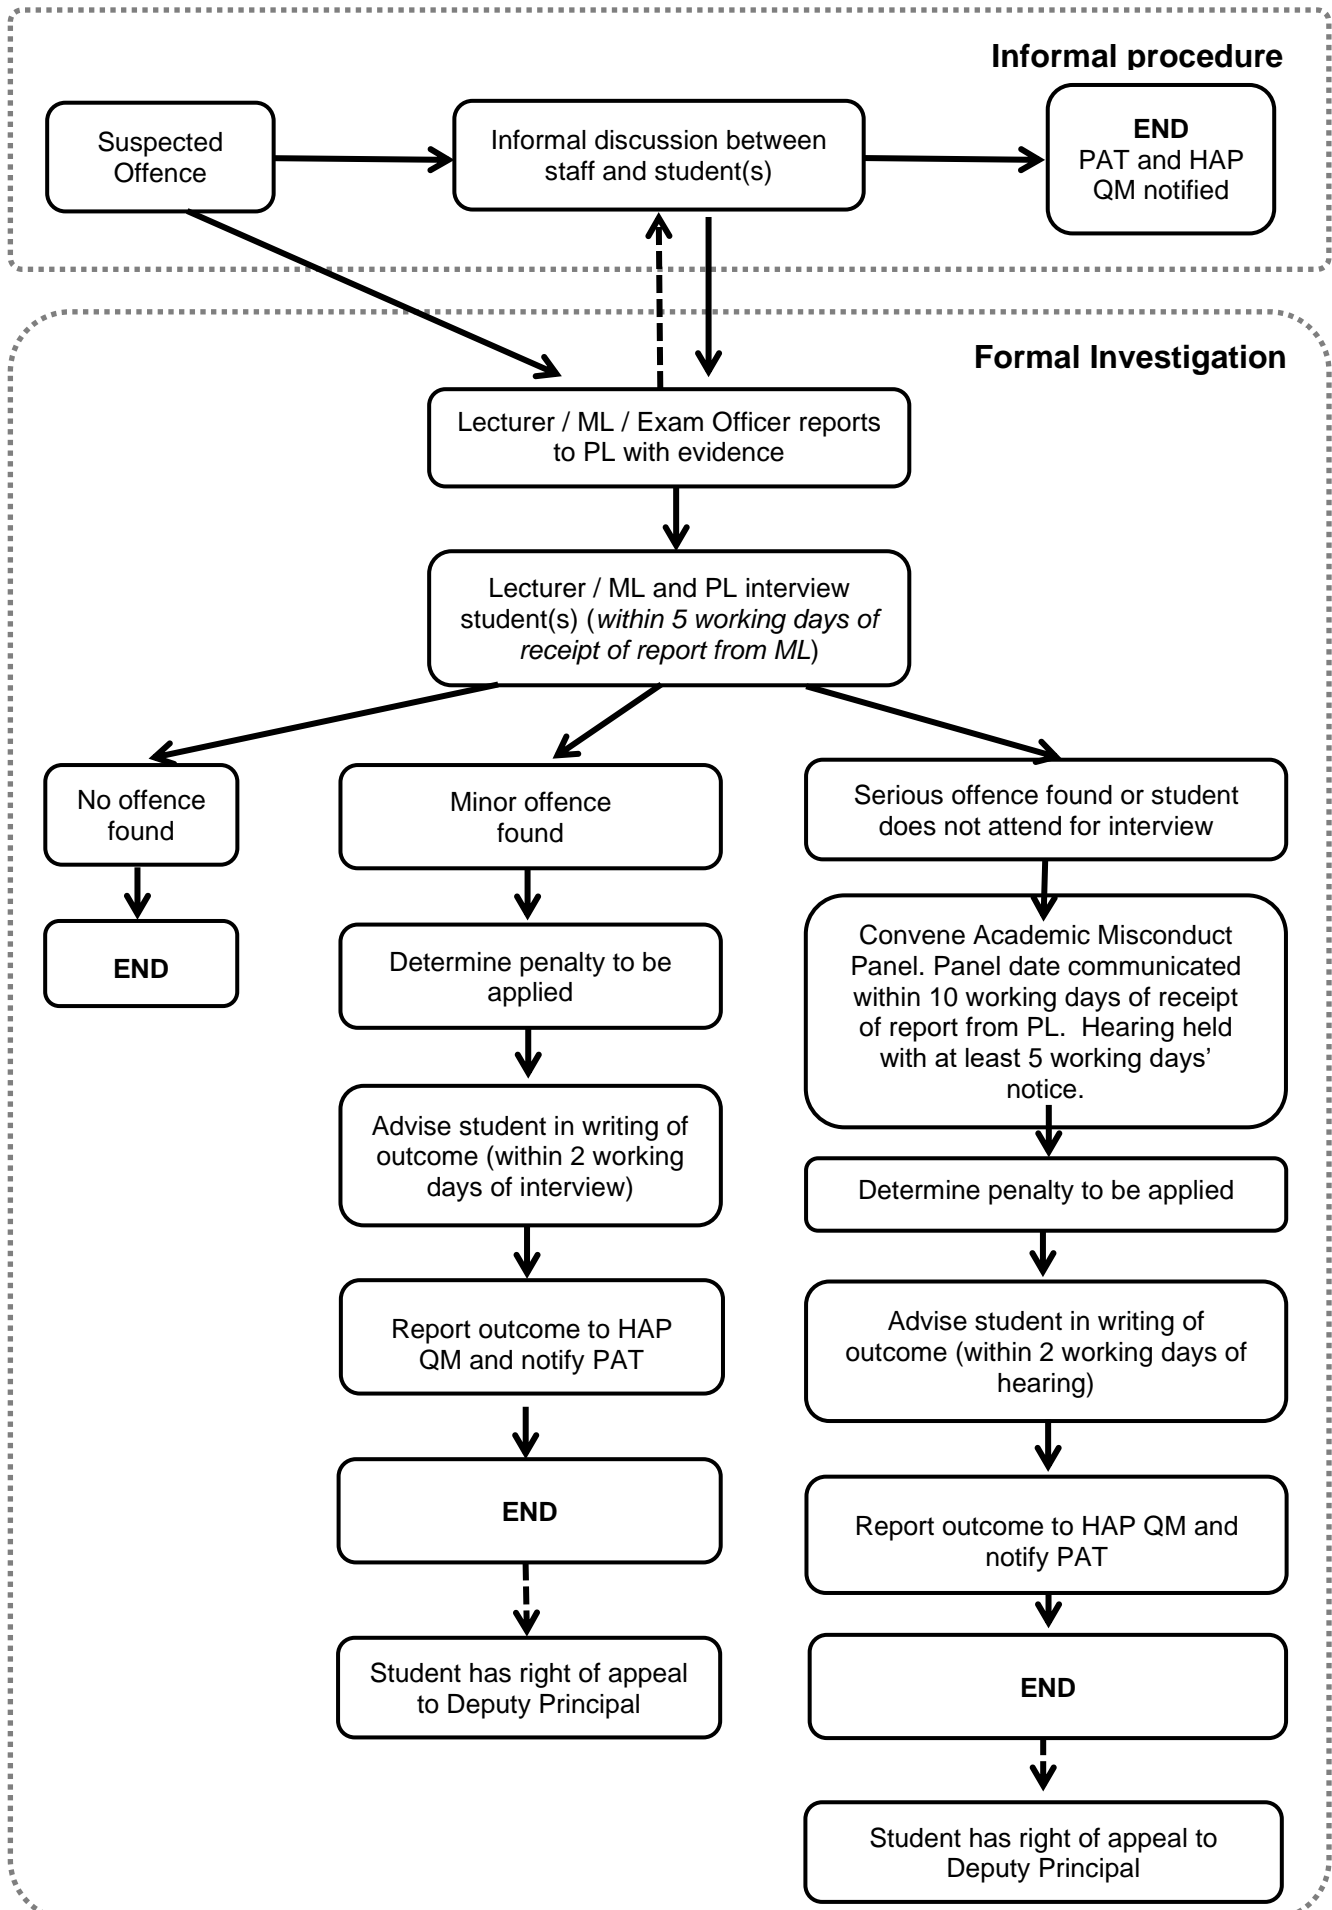 Informal procedure
Suspected
Offence
Informal discussion between
staff and student(s)
END
PAT and HAP
QM notified
Formal Investigation
Lecturer / ML / Exam Officer reports
to PL with evidence
Lecturer / ML and PL interview
student(s) (within 5 working days of
receipt of report from ML)
No offence
found
END
Minor offence
found
Determine penalty to be
applied
Advise student in writing of
outcome (within 2 working
days of interview)
Report outcome to HAP
QM and notify PAT
END
Student has right of appeal
to Deputy Principal
Serious offence found or student
does not attend for interview
Convene Academic Misconduct
Panel. Panel date communicated
within 10 working days of receipt
of report from PL.  Hearing held
with at least 5 working days’
notice.
Determine penalty to be applied
Advise student in writing of
outcome (within 2 working days of
hearing)
Report outcome to HAP QM and
notify PAT
END
Student has right of appeal to
Deputy Principal